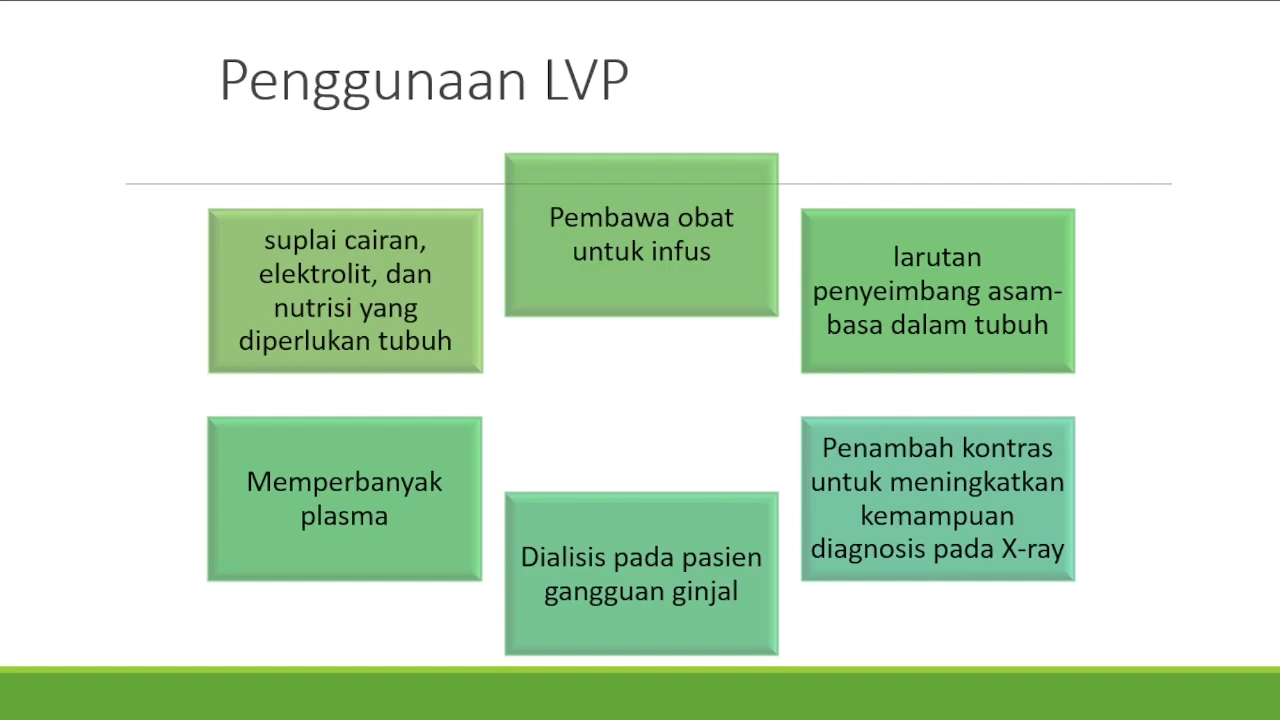 Penggunaan LVP
suplai cairan,
elektrolit, dan
nutrisi yang
diperlukan tubuh
Pembawa obat
untuk infus
larutan
penyeimbang asam-
basa dalam tubuh
Memperbanyak
plasma
Dialisis pada pasien
gangguan ginjal
Penambah kontras
untuk meningkatkan
kemampuan
diagnosis pada X-ray